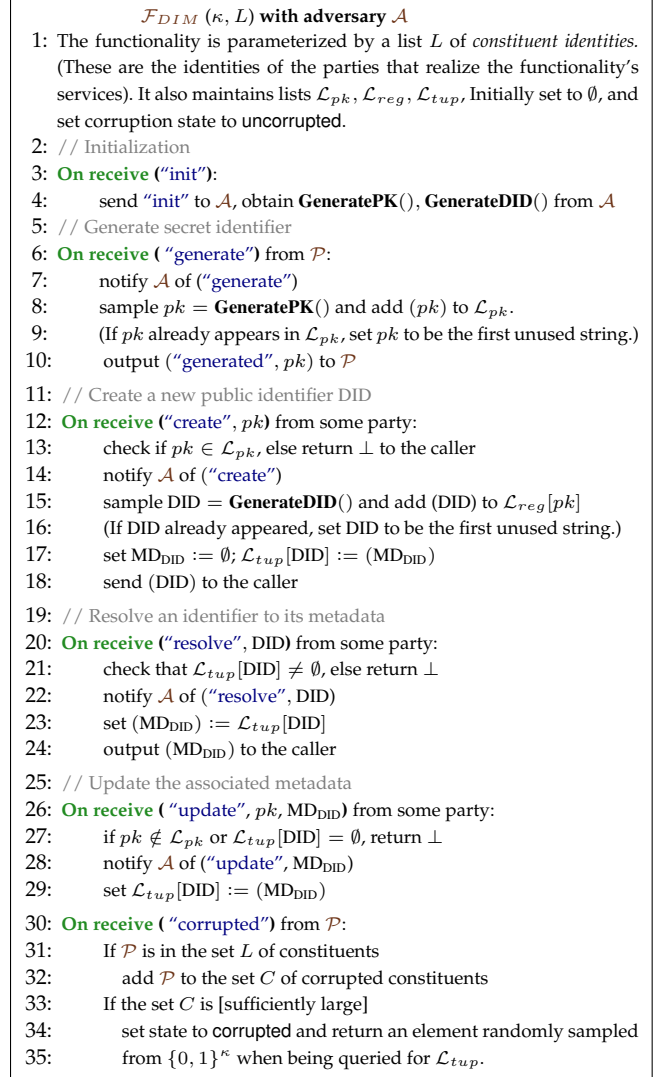 F_DIM (κ, L) with adversary A
1: The functionality is parameterized by a list L of constituent identities.
(These are the identities of the parties that realize the functionality's
services). It also maintains lists L_pk, L_reg, L_tup, Initially set to ∅, and
set corruption state to uncorrupted.
2: // Initialization
3: On receive ("init"):
4: send "init" to A, obtain GeneratePK(), GenerateDID() from A
5: // Generate secret identifier
6: On receive ( "generate") from P:
7: notify A of ("generate")
8: sample pk = GeneratePK() and add (pk) to L_pk.
9: (If pk already appears in L_pk, set pk to be the first unused string.)
10: output ("generated", pk) to P
11: // Create a new public identifier DID
12: On receive ("create", pk) from some party:
13: check if pk ∈ L_pk, else return ⊥ to the caller
14: notify A of ("create")
15: sample DID = GenerateDID() and add (DID) to L_reg[pk]
16: (If DID already appeared, set DID to be the first unused string.)
17: set MD_DID := ∅; L_tup[DID] := (MD_DID)
18: send (DID) to the caller
19: // Resolve an identifier to its metadata
20: On receive ("resolve", DID) from some party:
21: check that L_tup[DID] ≠ ∅, else return ⊥
22: notify A of ("resolve", DID)
23: set (MD_DID) := L_tup[DID]
24: output (MD_DID) to the caller
25: // Update the associated metadata
26: On receive ( "update", pk, MD_DID) from some party:
27: if pk ∉ L_pk or L_tup[DID] = ∅, return ⊥
28: notify A of ("update", MD_DID)
29: set L_tup[DID] := (MD_DID)
30: On receive ( "corrupted") from P:
31: If P is in the set L of constituents
32: add P to the set C of corrupted constituents
33: If the set C is [sufficiently large]
34: set state to corrupted and return an element randomly sampled
35: from {0, 1}^κ when being queried for L_tup.